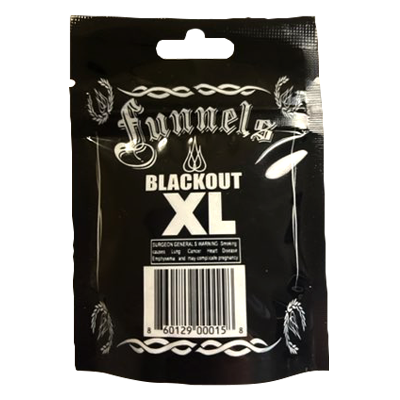 Funnels
BLACKOUT
XL
SURGEON GENERAL'S WARNING: Smoking
causes Lung Cancer Heart Disease
Emphysema and may complicate pregnancy
8 60129 00015 8